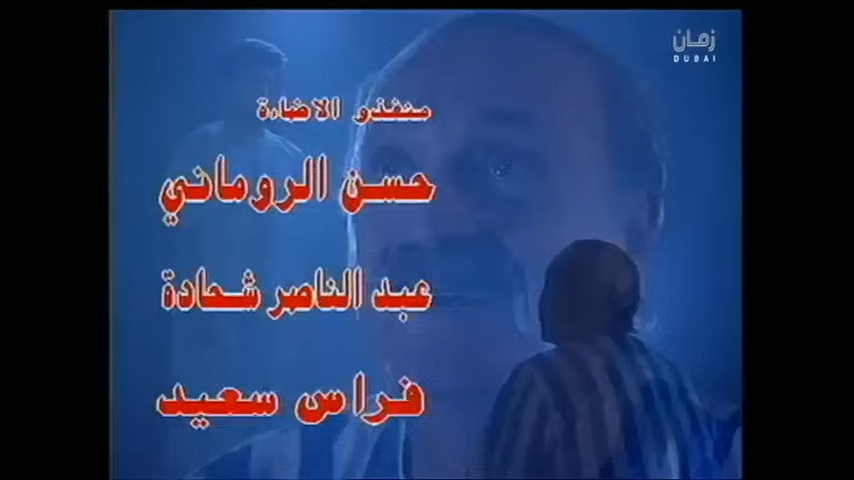 زمان
DUBAI
منفذو الاضاءة
حسن الروماني
عبد الناصر شحادة
فراس سعيد